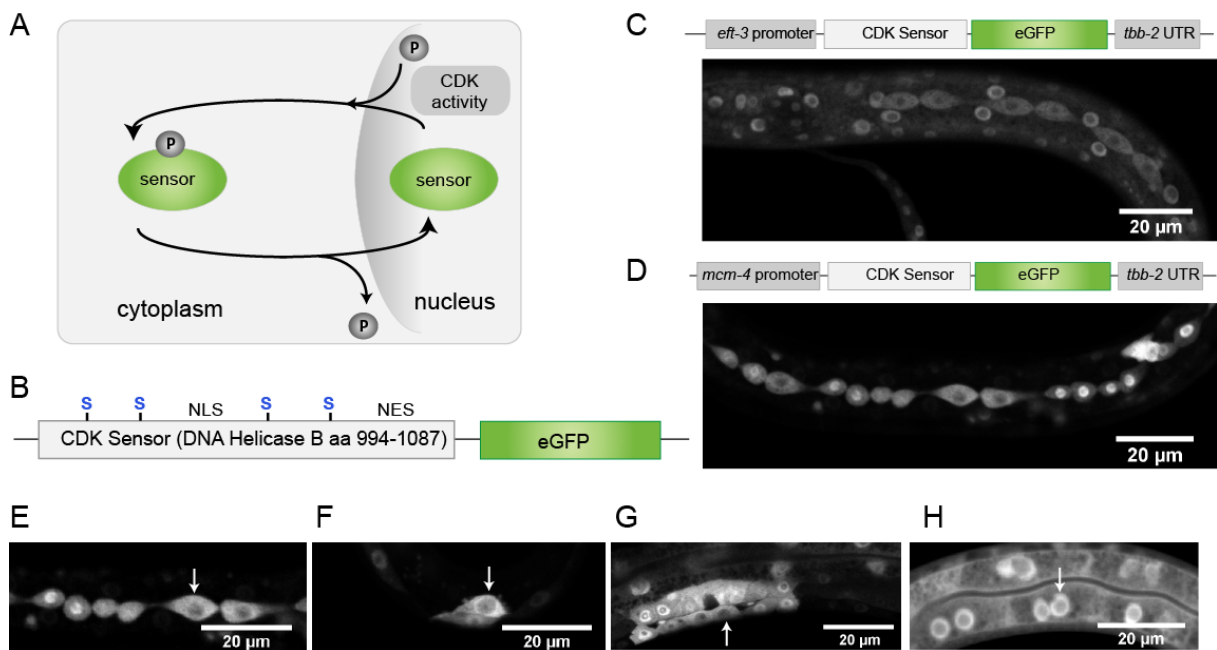 A
P
CDK
activity
P
sensor
sensor
cytoplasm
nucleus
P
B
S S NLS S S NES
CDK Sensor (DNA Helicase B aa 994-1087)
eGFP
C
eft-3 promoter CDK Sensor eGFP tbb-2 UTR
20 µm
D
mcm-4 promoter CDK Sensor eGFP tbb-2 UTR
20 µm
E
20 µm
F
20 µm
G
20 µm
H
20 µm